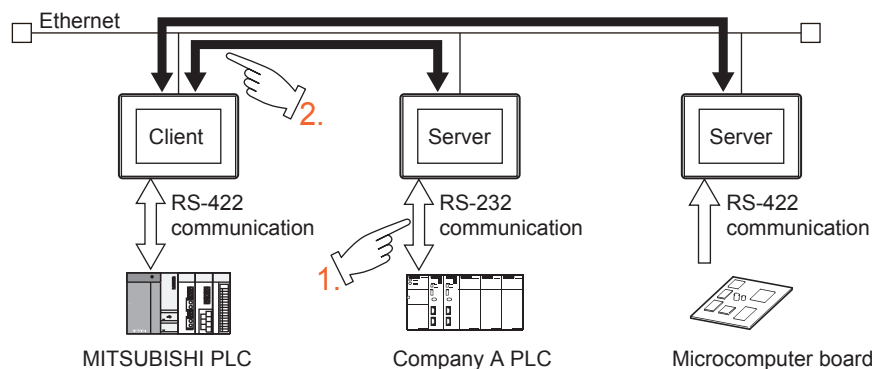 Ethernet
2.
Client
Server
Server
RS-422
communication
RS-232
communication
RS-422
communication
1.
MITSUBISHI PLC
Company A PLC
Microcomputer board